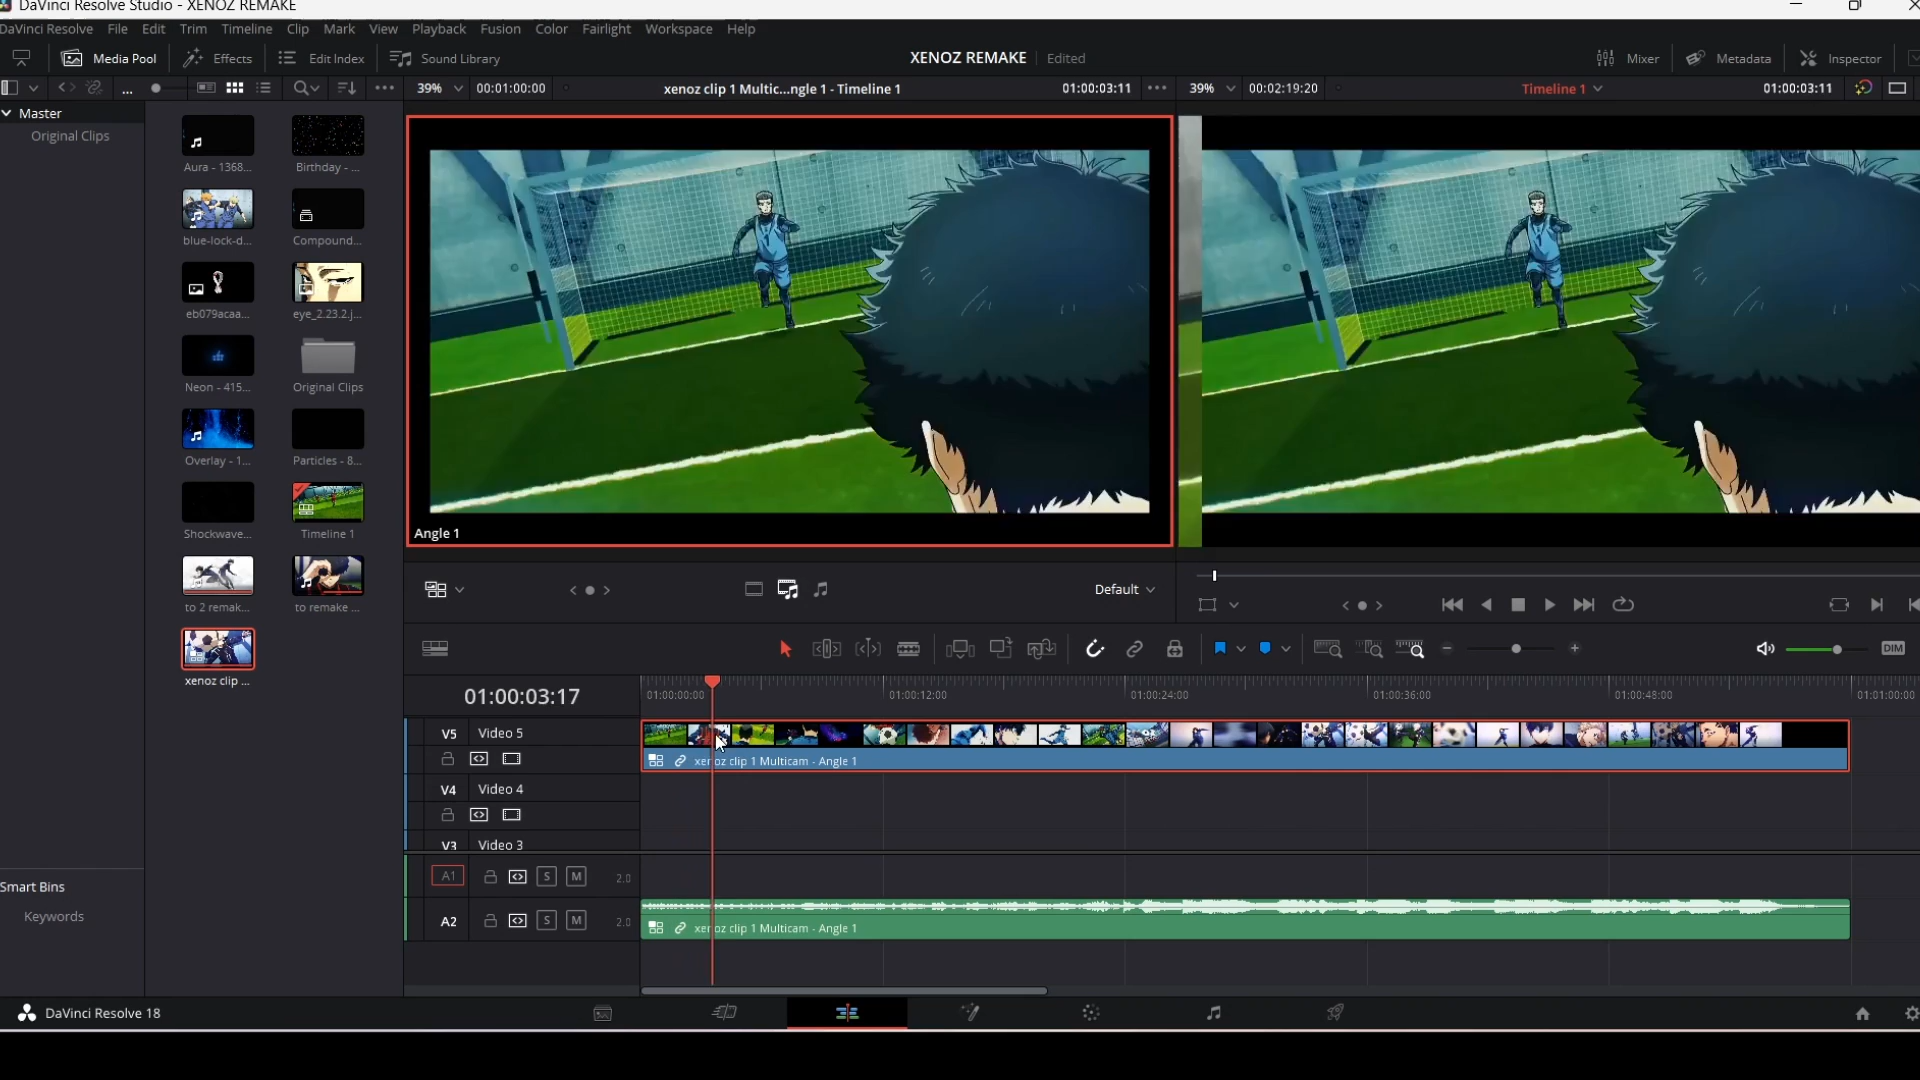 DaVinci Resolve Studio - XENOZ REMAKE
DaVinci Resolve File Edit Trim Timeline Clip Mark View Playback Fusion Color Fairlight Workspace Help
Media Pool Effects Edit Index Sound Library XENOZ REMAKE Edited Mixer Metadata Inspector
39% 00:01:00:00 xenoz clip 1 Multic...ngle 1 - Timeline 1 01:00:03:11 39% 00:02:19:20 Timeline 1 01:00:03:11
Master
Original Clips
Aura - 1368... Birthday - ...
blue-lock-d... Compound...
eb079acaa... eye_2.23.2.j...
Neon - 415... Original Clips
Overlay - 1... Particles - 8...
Shockwave... Timeline 1
to 2 remak... to remake ...
xenoz clip ...
Angle 1
Default
DIM
01:00:03:17
01:00:00:00 01:00:12:00 01:00:24:00 01:00:36:00 01:00:48:00 01:01:00:00
V5 Video 5
xenoz clip 1 Multicam - Angle 1
V4 Video 4
V3 Video 3
A1 S M 2.0
A2 S M 2.0
xenoz clip 1 Multicam - Angle 1
Smart Bins
Keywords
DaVinci Resolve 18